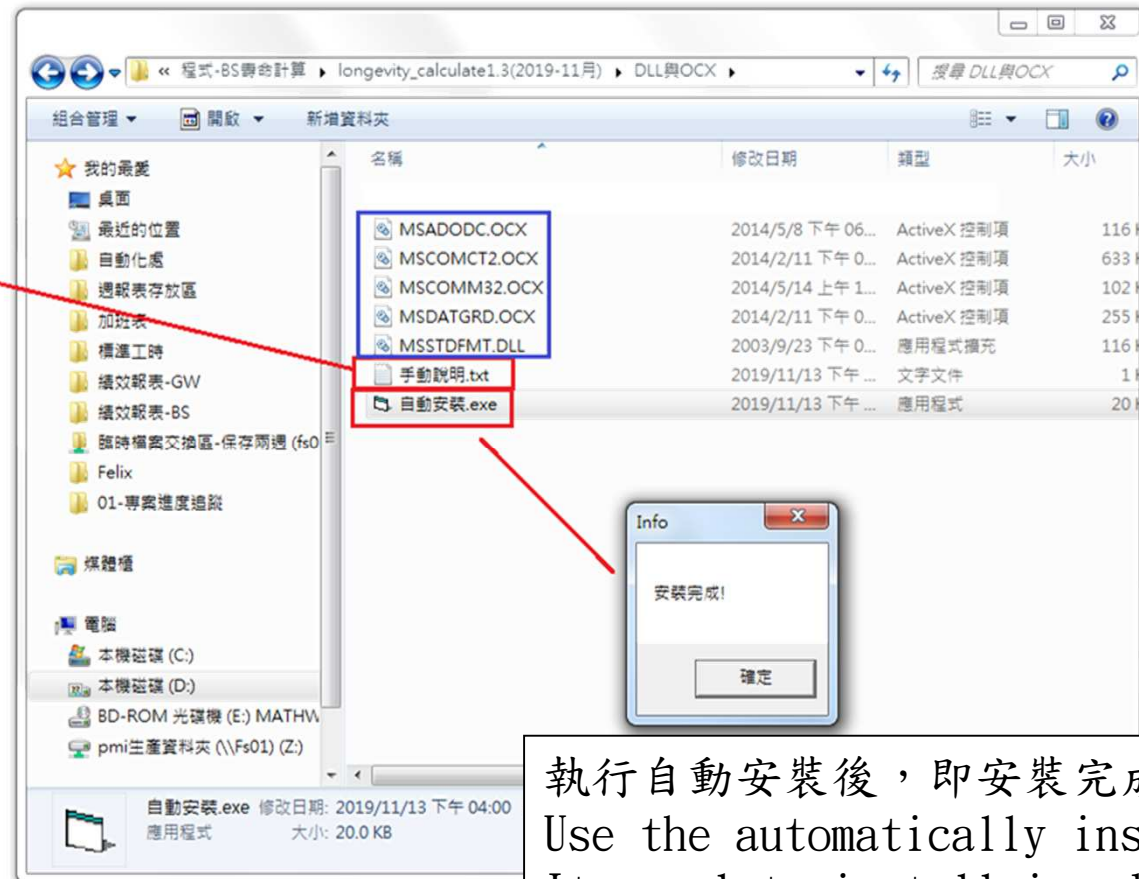 « 程式-BS壽命計算 ▸ longevity_calculate1.3(2019-11月) ▸ DLL與OCX ▸
搜尋 DLL與OCX
組合管理 開啟 新增資料夾
名稱 修改日期 類型 大小
MSADODC.OCX 2014/5/8 下午 06... ActiveX 控制項 116
MSCOMCT2.OCX 2014/2/11 下午 0... ActiveX 控制項 633
MSCOMM32.OCX 2014/5/14 上午 1... ActiveX 控制項 102
MSDATGRD.OCX 2014/2/11 下午 0... ActiveX 控制項 255
MSSTDFMT.DLL 2003/9/23 下午 0... 應用程式擴充 116
手動說明.txt 2019/11/13 下午 ... 文字文件 1
自動安裝.exe 2019/11/13 下午 ... 應用程式 20
我的最愛
桌面
最近的位置
自動化處
週報表存放區
加班表
標準工時
績效報表-GW
績效報表-BS
臨時檔案交換區-保存兩週 (fs0
Felix
01-專案進度追蹤
媒體櫃
電腦
本機磁碟 (C:)
本機磁碟 (D:)
BD-ROM 光碟機 (E:) MATHW
pmi生產資料夾 (\\Fs01) (Z:)
Info
安裝完成!
確定
自動安裝.exe 修改日期: 2019/11/13 下午 04:00
應用程式 大小: 20.0 KB
執行自動安裝後，即安裝完成
Use the automatically ins